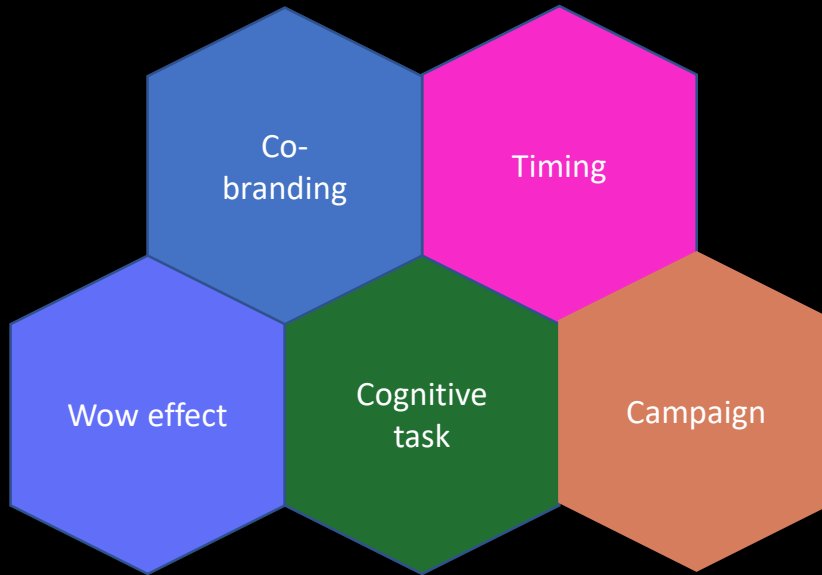 Co-
branding
Timing
Wow effect
Cognitive
task
Campaign